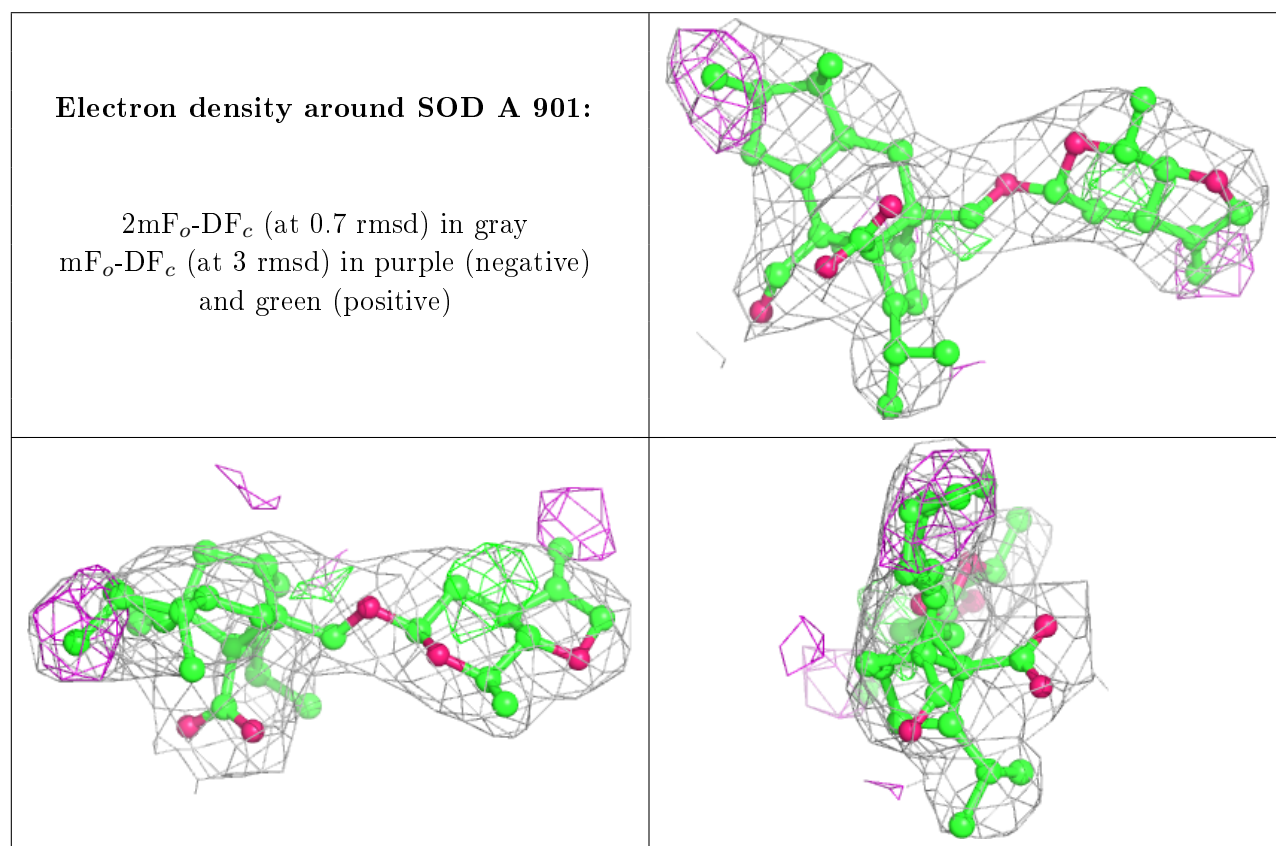 Electron density around SOD A 901:
2mFo-DFc (at 0.7 rmsd) in gray
mFo-DFc (at 3 rmsd) in purple (negative)
and green (positive)